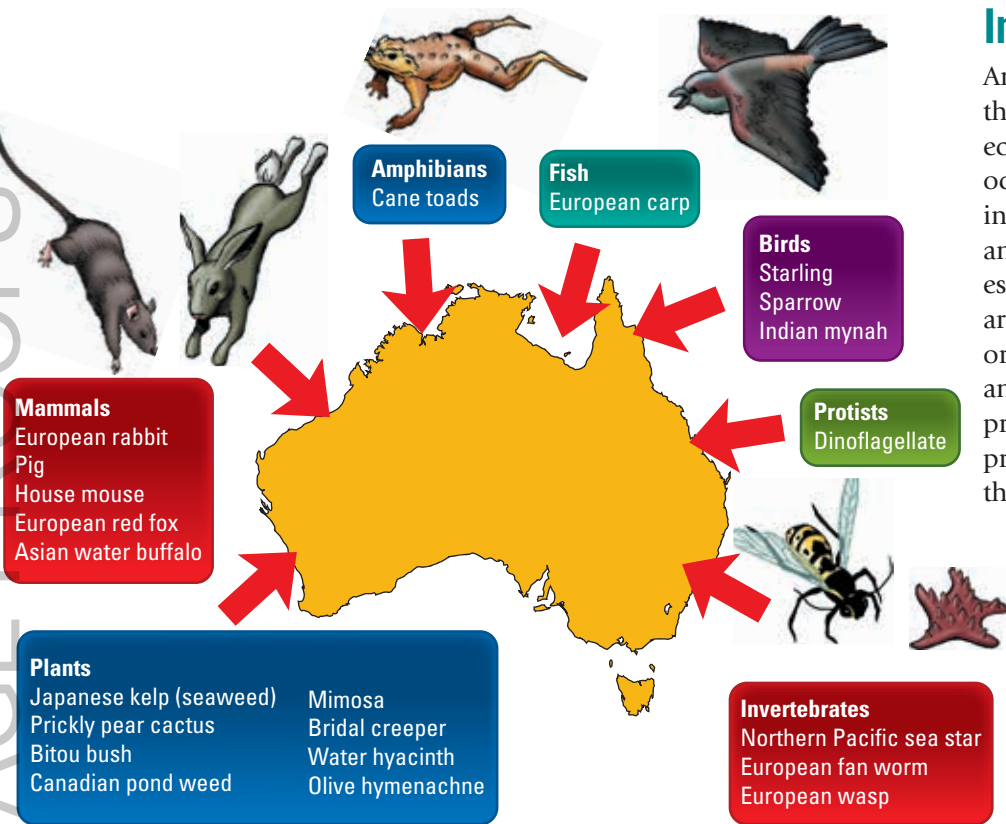 Amphibians
Cane toads
Fish
European carp
Birds
Starling
Sparrow
Indian mynah
Mammals
European rabbit
Pig
House mouse
European red fox
Asian water buffalo
Protists
Dinoflagellate
Plants
Japanese kelp (seaweed)
Prickly pear cactus
Bitou bush
Canadian pond weed
Mimosa
Bridal creeper
Water hyacinth
Olive hymenachne
Invertebrates
Northern Pacific sea star
European fan worm
European wasp